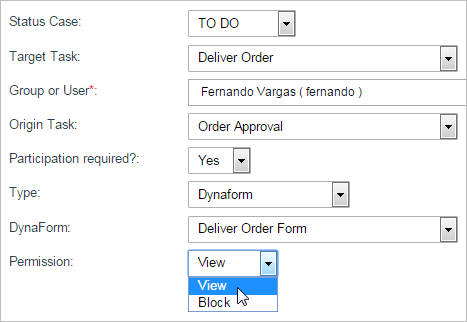 Status Case: TO DO
Target Task: Deliver Order
Group or User*: Fernando Vargas ( fernando )
Origin Task: Order Approval
Participation required?: Yes
Type: Dynaform
DynaForm: Deliver Order Form
Permission: View
View
Block